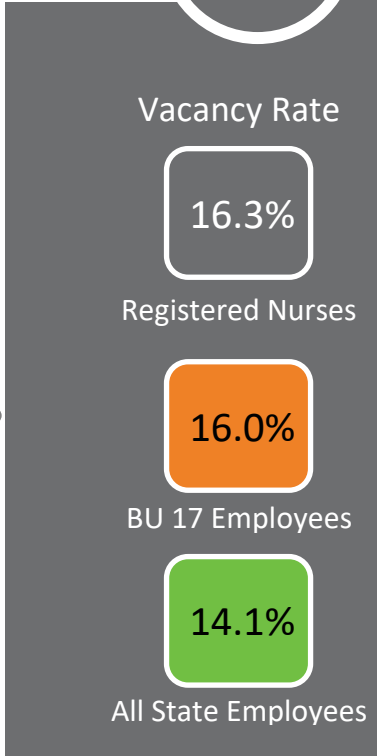 Vacancy Rate
16.3%
Registered Nurses
16.0%
BU 17 Employees
14.1%
All State Employees